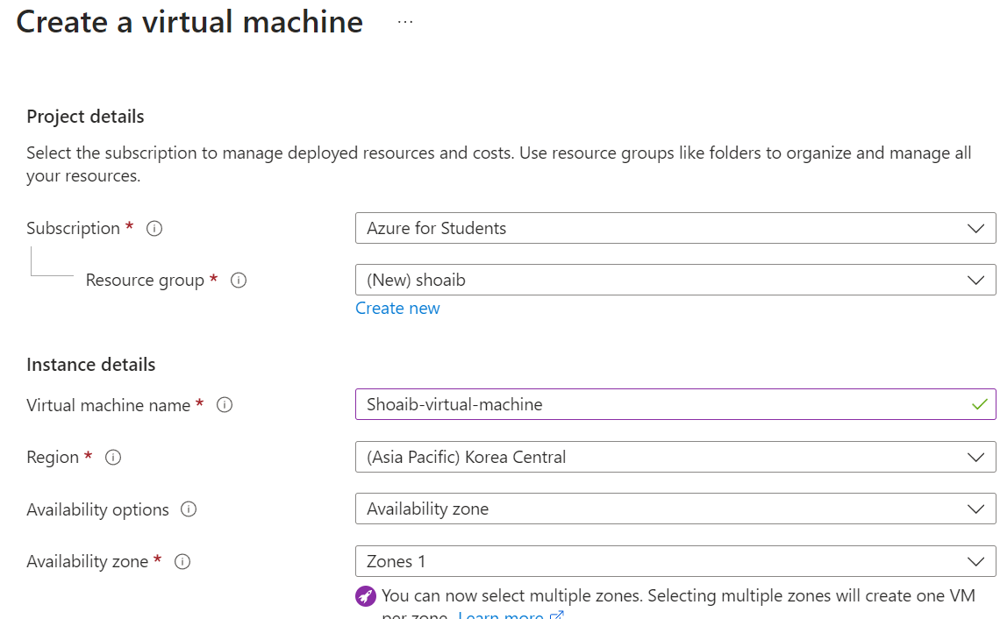 Create a virtual machine ...
Project details
Select the subscription to manage deployed resources and costs. Use resource groups like folders to organize and manage all
your resources.
Subscription * Azure for Students
Resource group * (New) shoaib
Create new
Instance details
Virtual machine name * Shoaib-virtual-machine
Region * (Asia Pacific) Korea Central
Availability options Availability zone
Availability zone * Zones 1
You can now select multiple zones. Selecting multiple zones will create one VM
per zone. Learn more